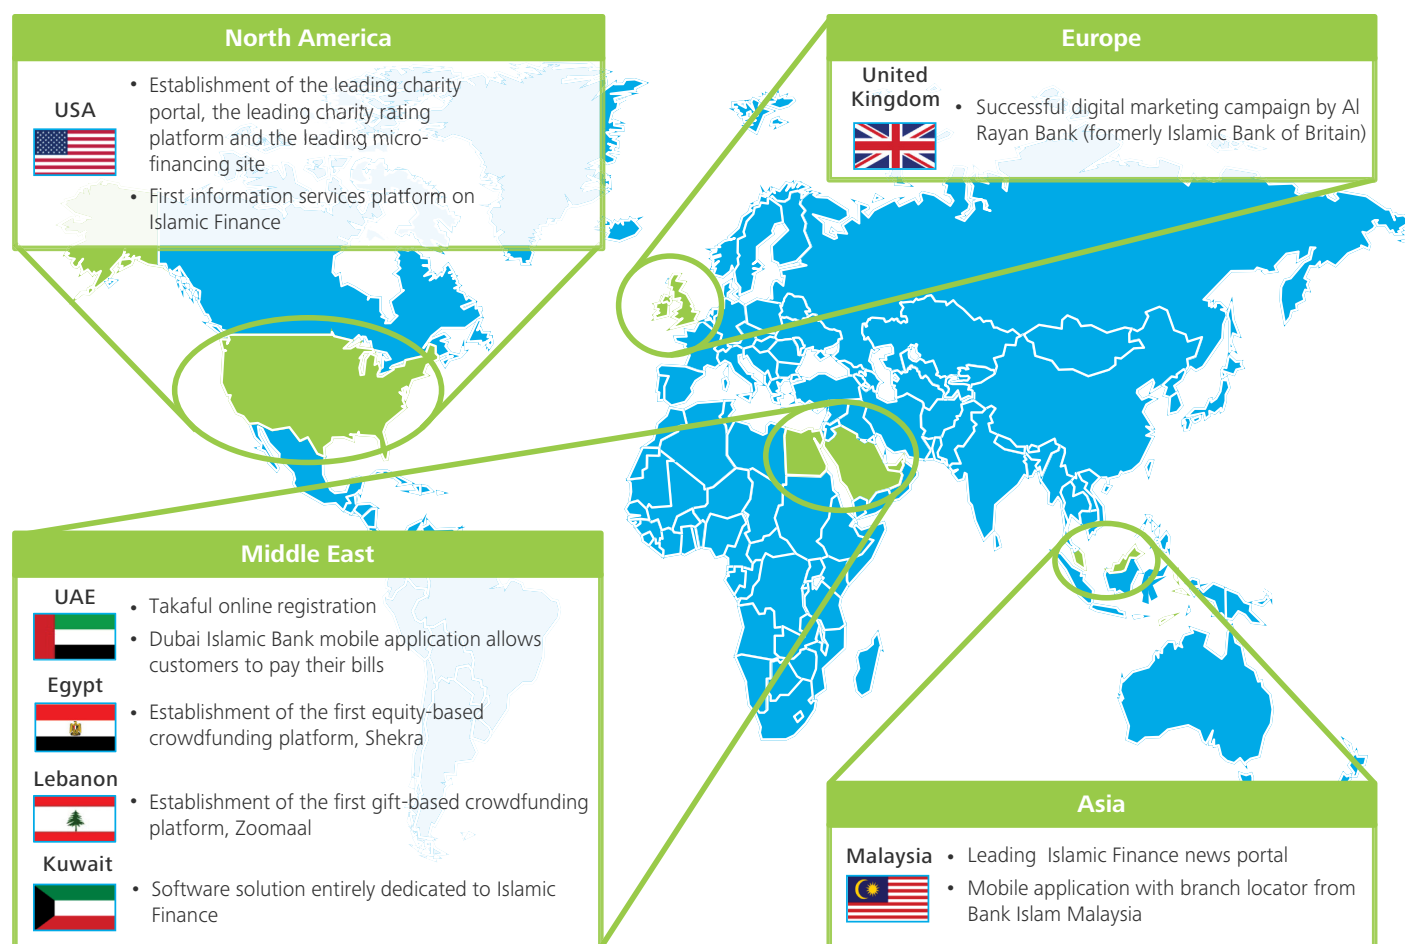 North America
USA
• Establishment of the leading charity
portal, the leading charity rating
platform and the leading micro-
financing site
• First information services platform on
Islamic Finance
Europe
United
Kingdom
• Successful digital marketing campaign by Al
Rayan Bank (formerly Islamic Bank of Britain)
Middle East
UAE
• Takaful online registration
• Dubai Islamic Bank mobile application allows
customers to pay their bills
Egypt
• Establishment of the first equity-based
crowdfunding platform, Shekra
Lebanon
• Establishment of the first gift-based crowdfunding
platform, Zoomaal
Kuwait
• Software solution entirely dedicated to Islamic
Finance
Asia
Malaysia
• Leading Islamic Finance news portal
• Mobile application with branch locator from
Bank Islam Malaysia